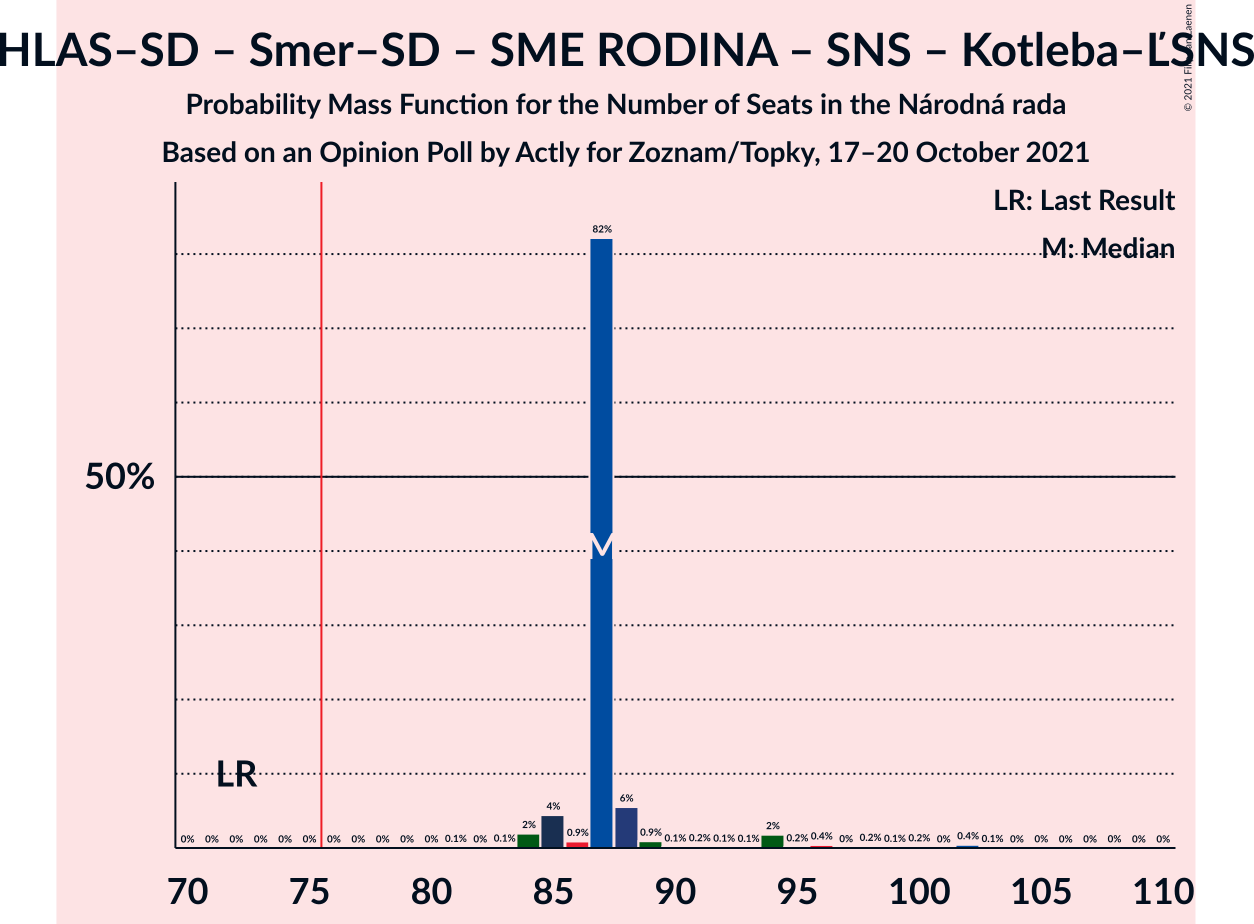 HLAS–SD – Smer–SD – SME RODINA – SNS – Kotleba–ĽSNS
Probability Mass Function for the Number of Seats in the Národná rada
Based on an Opinion Poll by Actly for Zoznam/Topky, 17–20 October 2021
LR: Last Result
M: Median
82%
50%
M
LR
0% 0% 0% 0% 0% 0% 0% 0% 0% 0% 0% 0.1% 0% 0.1% 2% 4% 0.9% 6% 0.9% 0.1% 0.2% 0.1% 0.1% 2% 0.2% 0.4% 0% 0.2% 0.1% 0.2% 0% 0.4% 0.1% 0% 0% 0% 0% 0% 0% 0%
70 75 80 85 90 95 100 105 110
© 2021